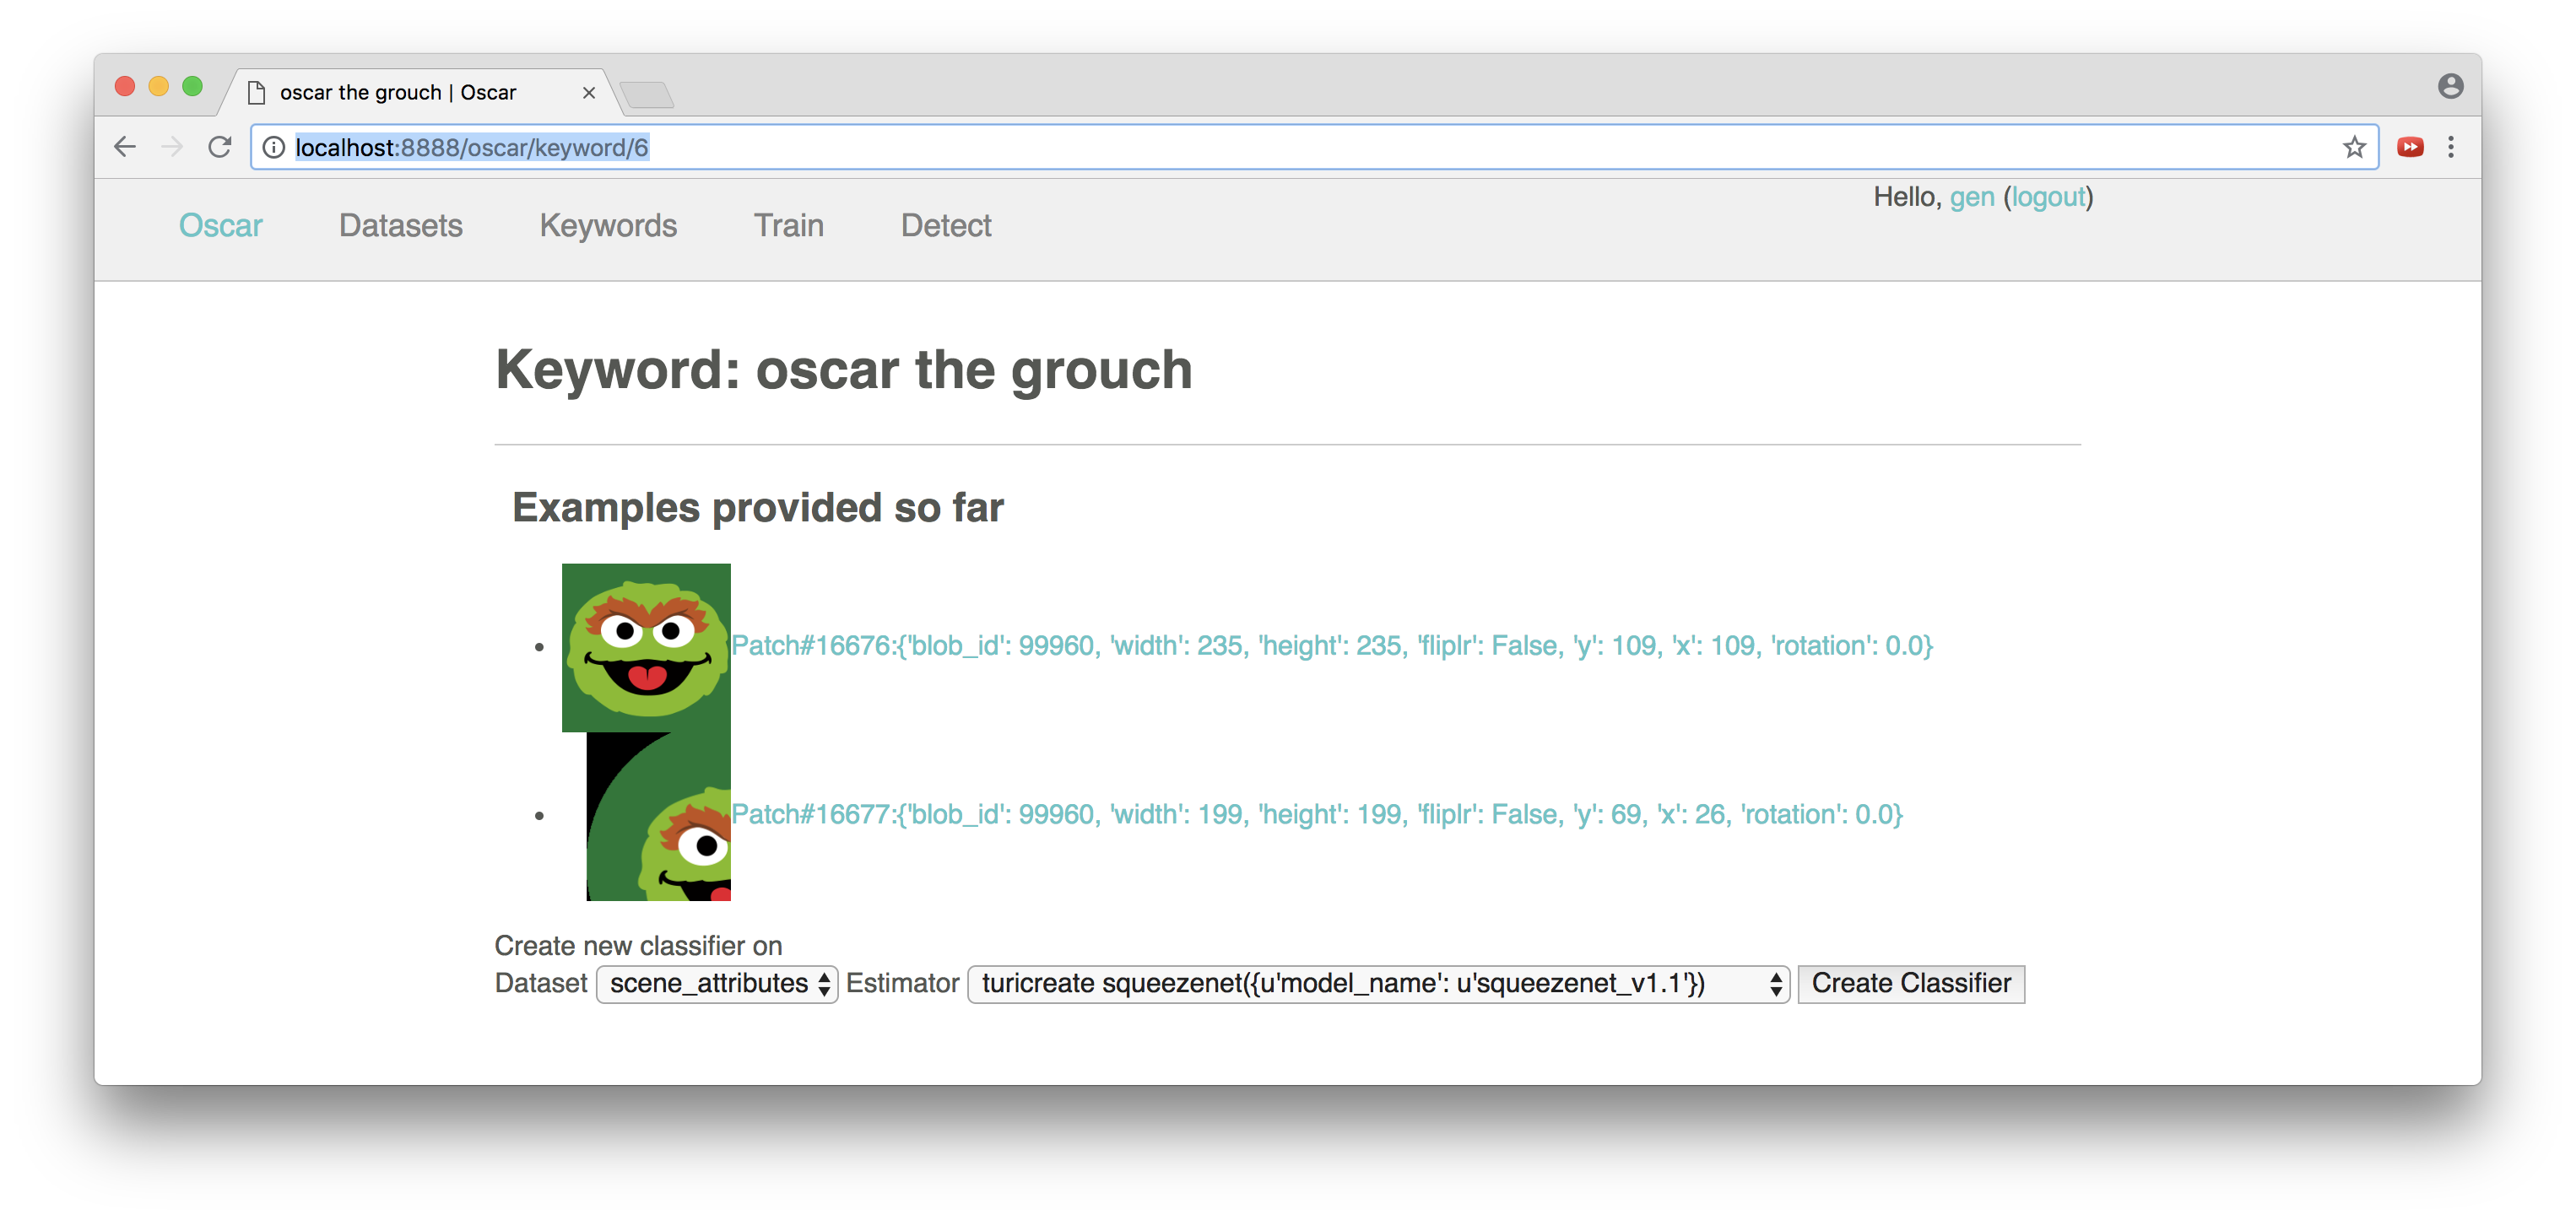 oscar the grouch | Oscar
localhost:8888/oscar/keyword/6
Hello, gen (logout)
Oscar Datasets Keywords Train Detect
Keyword: oscar the grouch
Examples provided so far
Patch#16676:{'blob_id': 99960, 'width': 235, 'height': 235, 'fliplr': False, 'y': 109, 'x': 109, 'rotation': 0.0}
Patch#16677:{'blob_id': 99960, 'width': 199, 'height': 199, 'fliplr': False, 'y': 69, 'x': 26, 'rotation': 0.0}
Create new classifier on
Dataset scene_attributes Estimator turicreate squeezenet({u'model_name': u'squeezenet_v1.1'}) Create Classifier